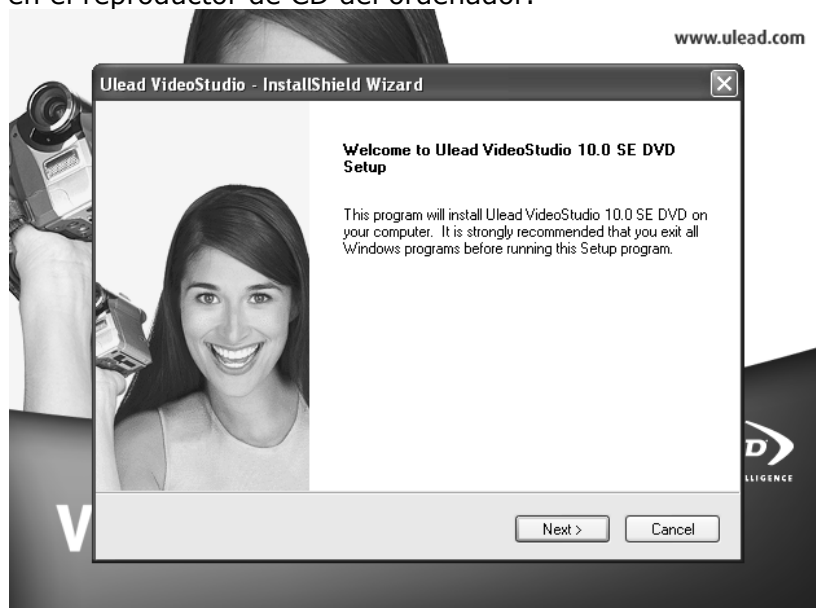 en el reproductor de CD del ordenador.
www.ulead.com
Ulead VideoStudio - InstallShield Wizard
Welcome to Ulead VideoStudio 10.0 SE DVD
Setup
This program will install Ulead VideoStudio 10.0 SE DVD on
your computer. It is strongly recommended that you exit all
Windows programs before running this Setup program.
D
LLIGENCE
V
Next >
Cancel